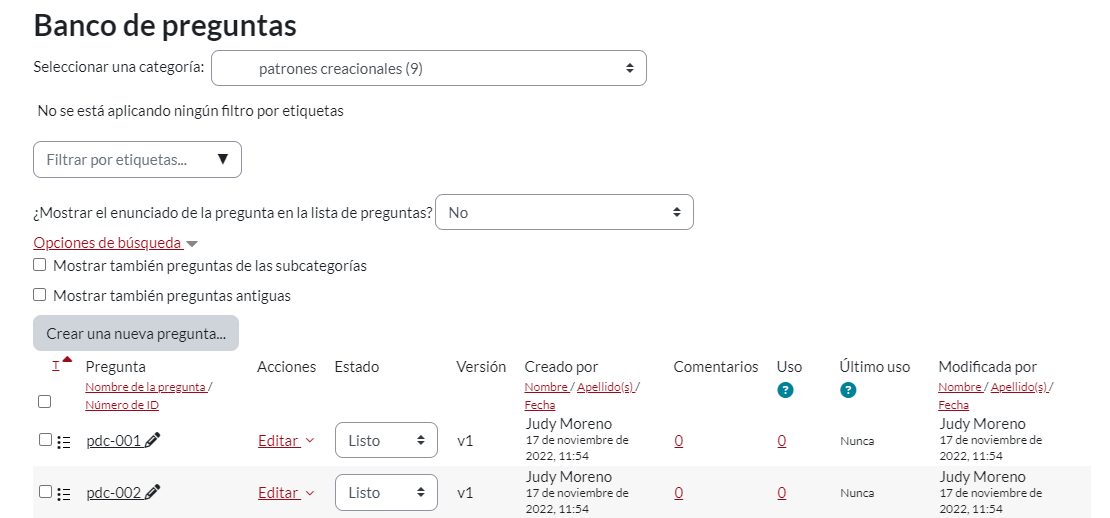 Banco de preguntas
Seleccionar una categoría: patrones creacionales (9)
No se está aplicando ningún filtro por etiquetas
Filtrar por etiquetas... ▼
¿Mostrar el enunciado de la pregunta en la lista de preguntas? No
Opciones de búsqueda
Mostrar también preguntas de las subcategorías
Mostrar también preguntas antiguas
Crear una nueva pregunta...
T Pregunta Acciones Estado Versión Creado por Comentarios Uso Último uso Modificada por
Nombre de la pregunta / Nombre / Apellido(s) / ? ? Nombre / Apellido(s) /
Número de ID Fecha Fecha
pdc-001 Editar Listo v1 Judy Moreno 0 0 Nunca Judy Moreno
17 de noviembre de 17 de noviembre de
2022, 11:54 2022, 11:54
pdc-002 Editar Listo v1 Judy Moreno 0 0 Nunca Judy Moreno
17 de noviembre de 17 de noviembre de
2022, 11:54 2022, 11:54